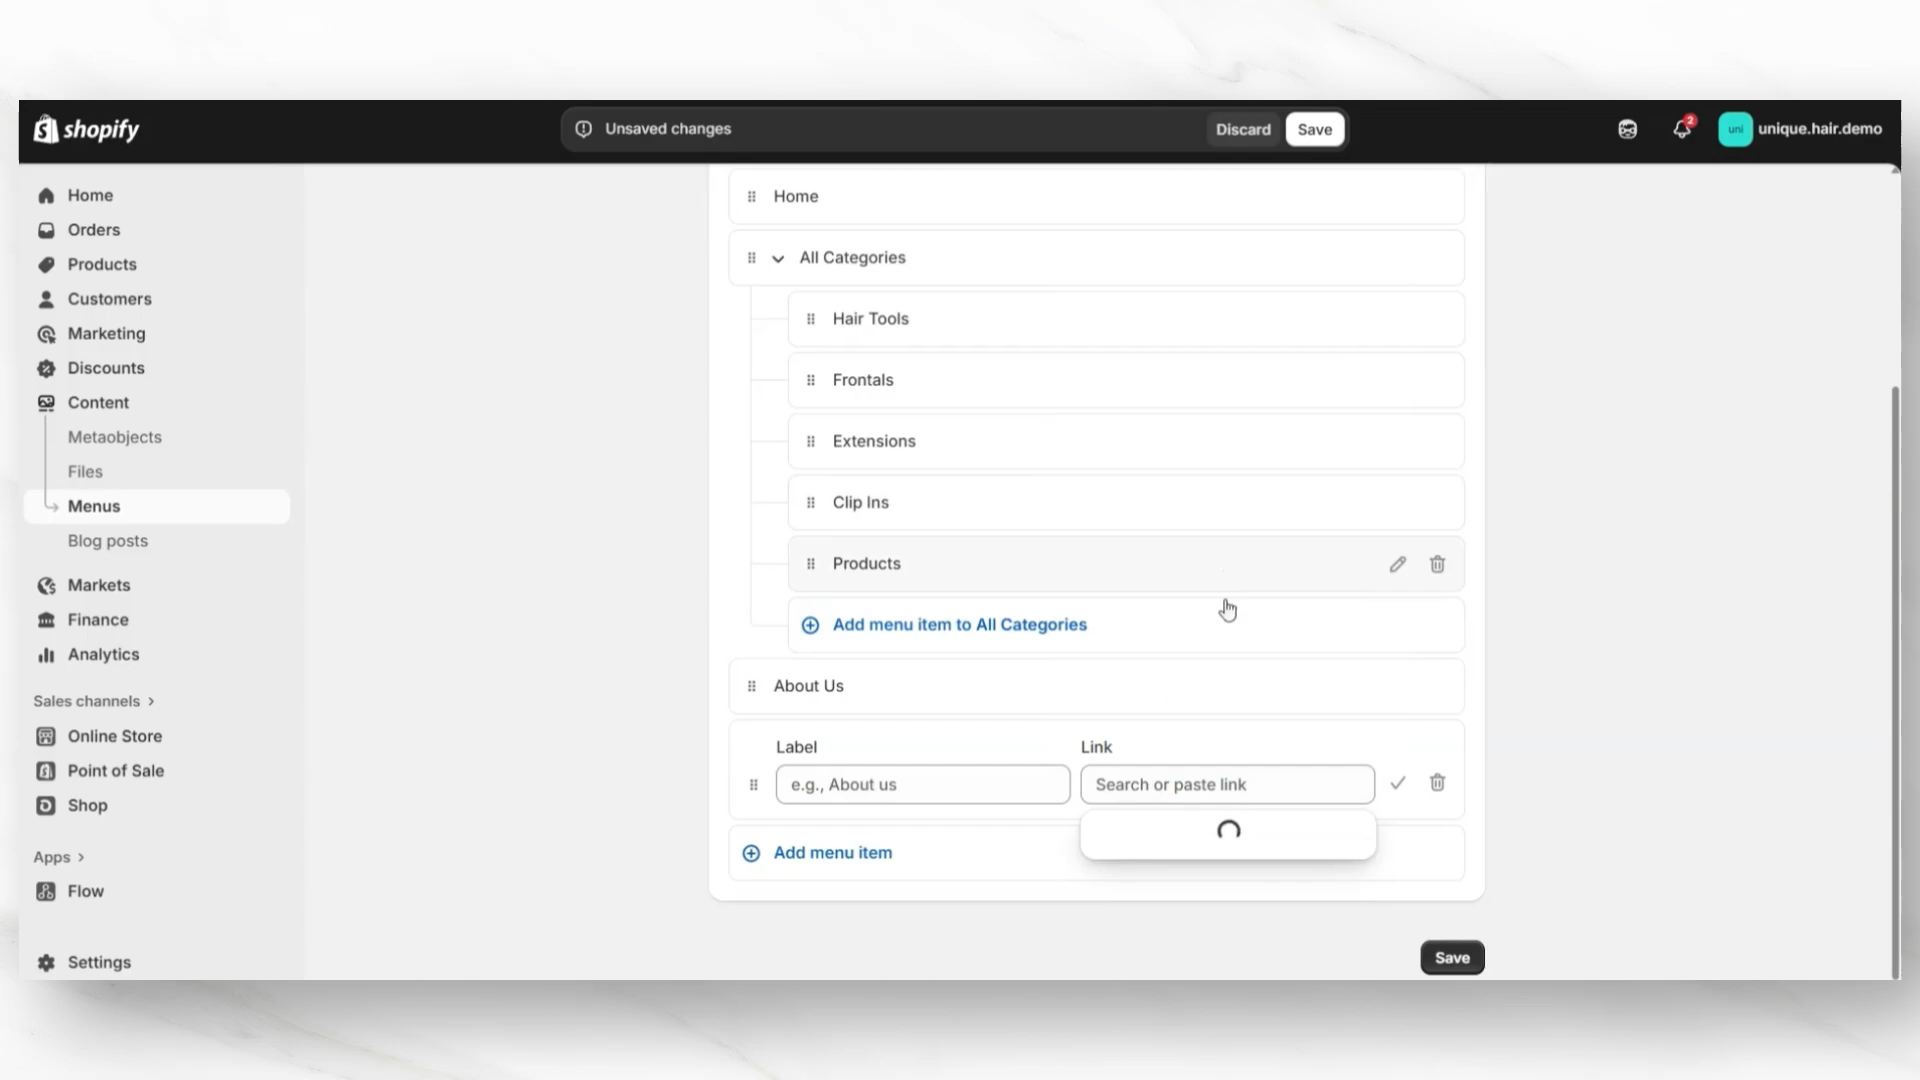 shopify
Unsaved changes
Discard
Save
2
uni
unique.hair.demo
Home
Orders
Products
Customers
Marketing
Discounts
Content
Metaobjects
Files
Menus
Blog posts
Markets
Finance
Analytics
Sales channels
Online Store
Point of Sale
Shop
Apps
Flow
Settings
Home
All Categories
Hair Tools
Frontals
Extensions
Clip Ins
Products
Add menu item to All Categories
About Us
Label
Link
e.g., About us
Search or paste link
Add menu item
Save